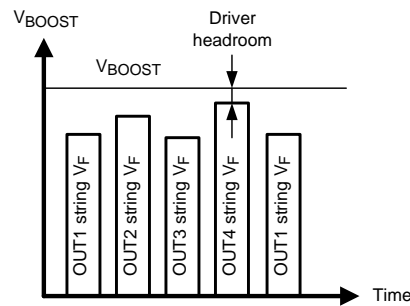 VBOOST
Driver
headroom
VBOOST
OUT1 string VF
OUT2 string VF
OUT3 string VF
OUT4 string VF
OUT1 string VF
Time